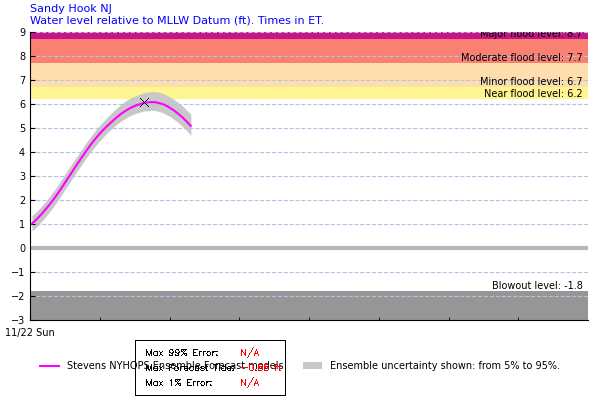 Sandy Hook NJ
Water level relative to MLLW Datum (ft). Times in ET.
9
Major flood level: 8.7
8
Moderate flood level: 7.7
7
Minor flood level: 6.7
Near flood level: 6.2
6
5
4
3
2
1
0
−1
Blowout level: -1.8
−2
−3
11/22 Sun
Max 99% Error: N/A
Stevens NYHOPS Ensemble Forecast models
Ensemble uncertainty shown: from 5% to 95%.
Max Forecast Tide:
Max 1% Error: N/A